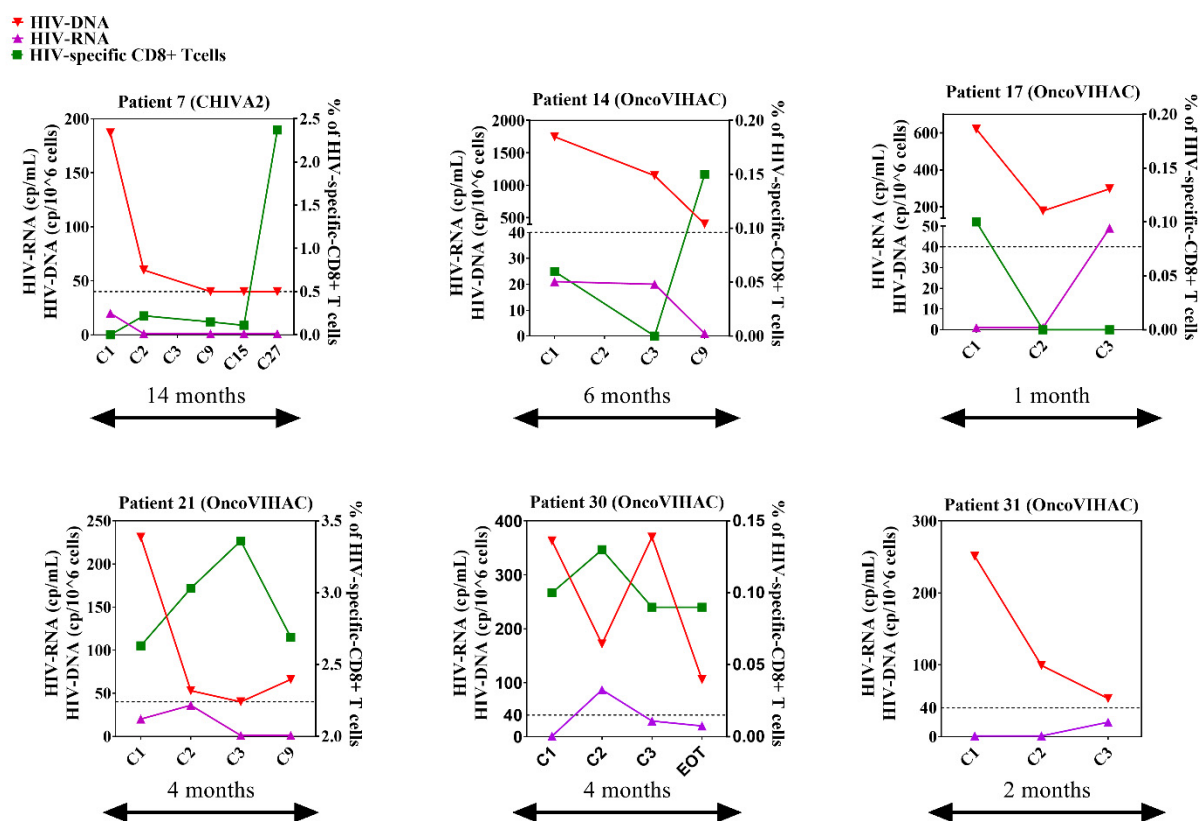 HIV-DNA
HIV-RNA
HIV-specific CD8+ Tcells
Patient 7 (CHIVA2)
HIV-RNA (cp/mL)
HIV-DNA (cp/10^6 cells)
200
150
100
50
0
2.5
2.0
1.5
1.0
0.5
0.0
% of HIV-specific-CD8+ T cells
C1
C2
C3
C9
C15
C27
14 months
Patient 14 (OncoVIHAC)
HIV-RNA (cp/mL)
HIV-DNA (cp/10^6 cells)
2000
1500
1000
500
40
30
20
10
0
0.20
0.15
0.10
0.05
0.00
% of HIV-specific-CD8+ T cells
C1
C2
C3
C9
6 months
Patient 17 (OncoVIHAC)
HIV-RNA (cp/mL)
HIV-DNA (cp/10^6 cells)
600
400
200
50
40
30
20
10
0
0.20
0.15
0.10
0.05
0.00
% of HIV-specific-CD8+ T cells
C1
C2
C3
1 month
Patient 21 (OncoVIHAC)
HIV-RNA (cp/mL)
HIV-DNA (cp/10^6 cells)
250
200
150
100
50
0
3.5
3.0
2.5
2.0
% of HIV-specific-CD8+ T cells
C1
C2
C3
C9
4 months
Patient 30 (OncoVIHAC)
HIV-RNA (cp/mL)
HIV-DNA (cp/10^6 cells)
400
300
200
100
40
0
0.15
0.10
0.05
0.00
% of HIV-specific-CD8+ T cells
C1
C2
C3
EOT
4 months
Patient 31 (OncoVIHAC)
HIV-RNA (cp/mL)
HIV-DNA (cp/10^6 cells)
300
200
100
40
0
C1
C2
C3
2 months